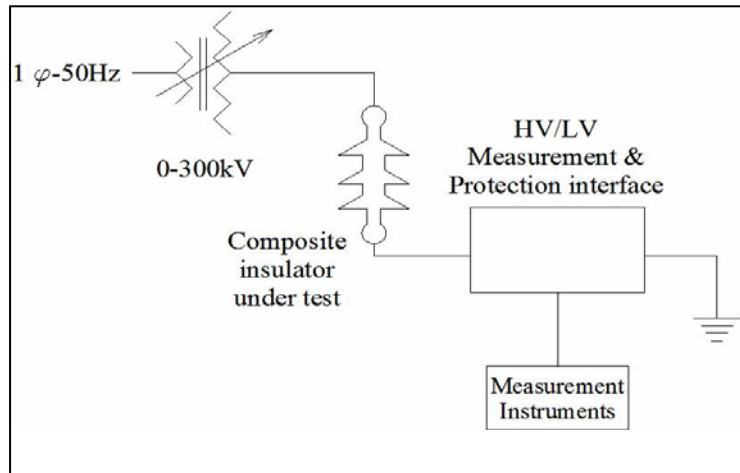 1 φ-50Hz
0-300kV
HV/LV
Measurement &
Protection interface
Composite
insulator
under test
Measurement
Instruments